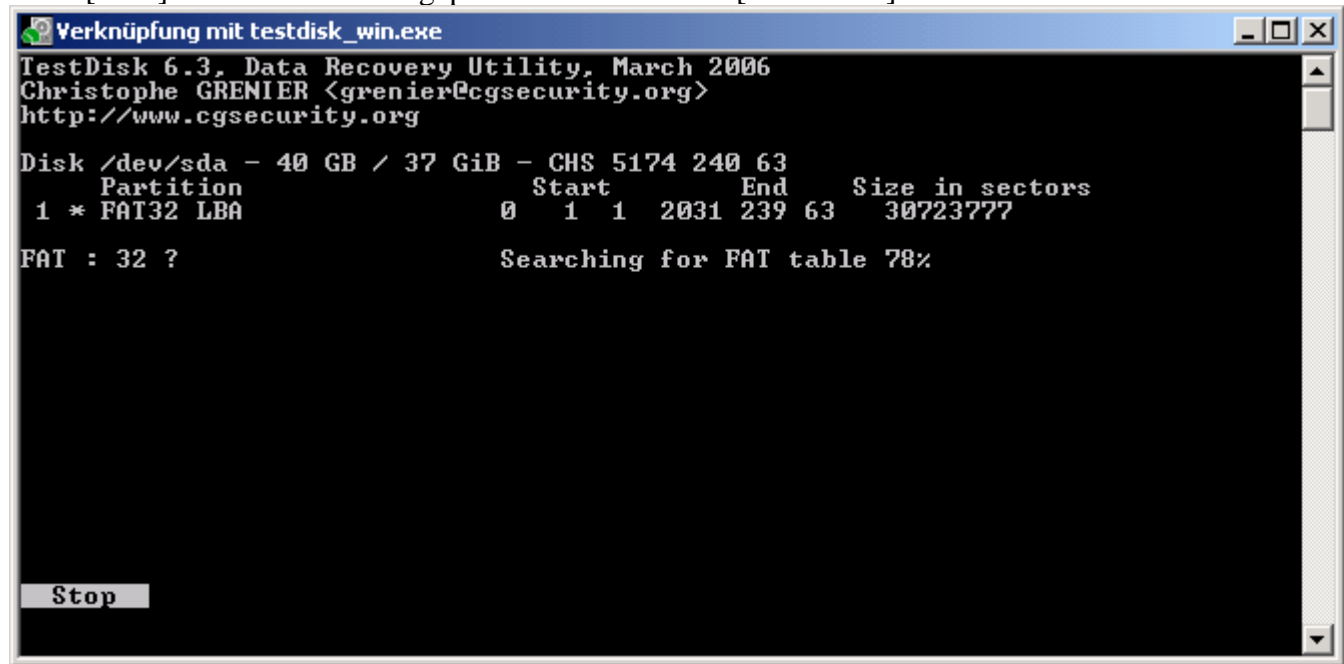 Verknüpfung mit testdisk_win.exe
TestDisk 6.3, Data Recovery Utility, March 2006
Christophe GRENIER <grenier@cgsecurity.org>
http://www.cgsecurity.org
Disk /dev/sda - 40 GB / 37 GiB - CHS 5174 240 63
Partition Start End Size in sectors
1 * FAT32 LBA 0 1 1 2031 239 63 30723777
FAT : 32 ? Searching for FAT table 78%
Stop